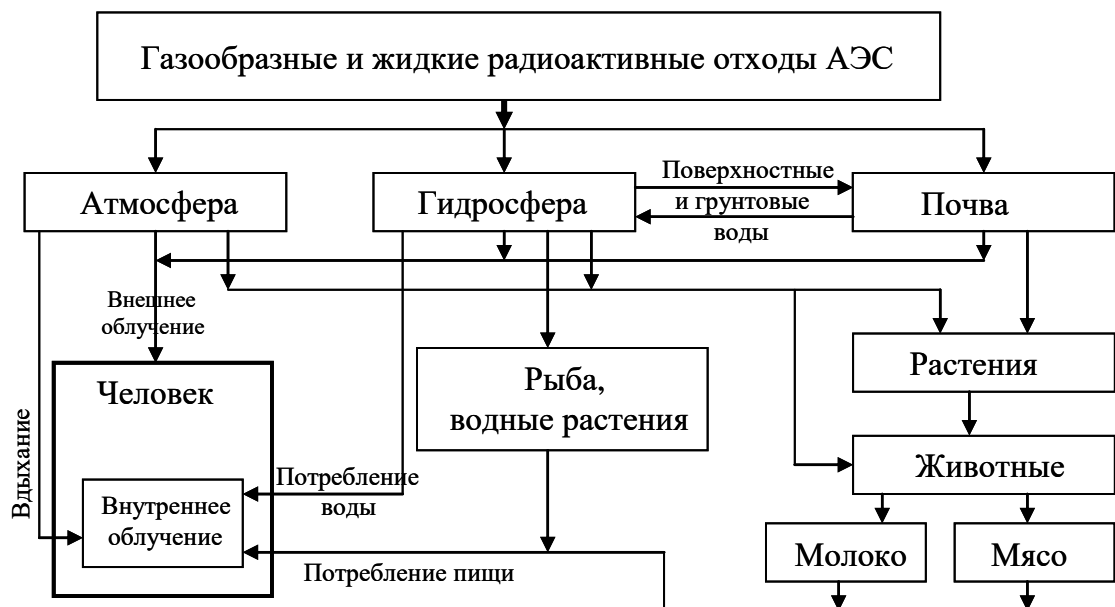 Газообразные и жидкие радиоактивные отходы АЭС
Атмосфера
Гидросфера
Поверхностные
и грунтовые
воды
Почва
Внешнее
облучение
Человек
Вдыхание
Внутреннее
облучение
Потребление
воды
Рыба,
водные растения
Потребление пищи
Растения
Животные
Молоко
Мясо